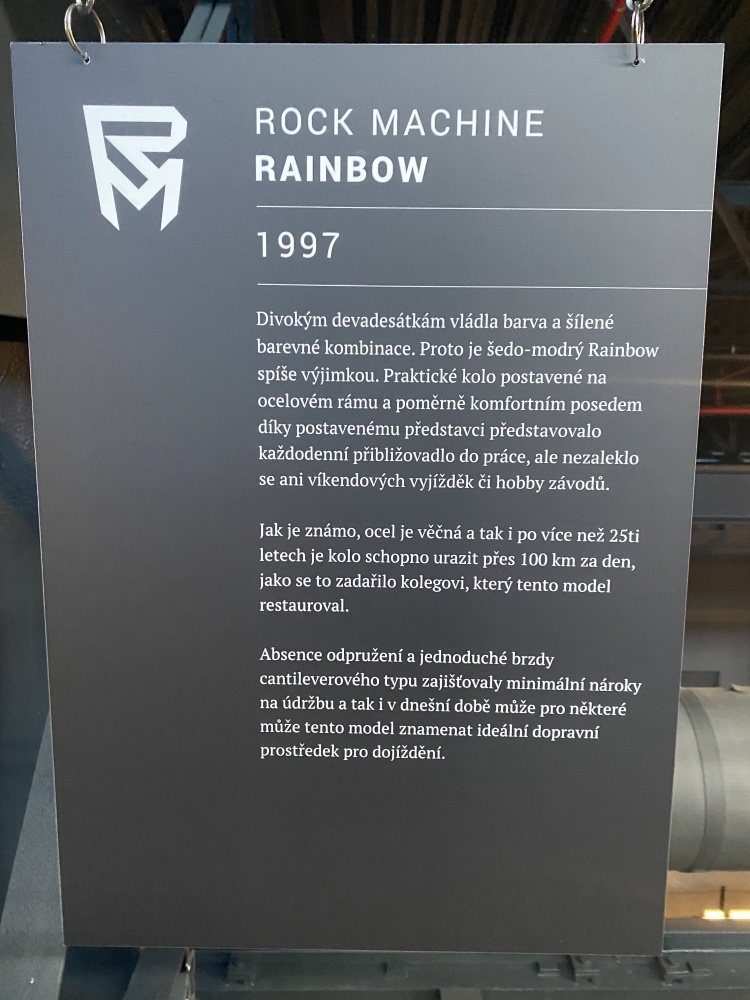 ROCK MACHINE
RAINBOW
1997
Divokým devadesátkám vládla barva a šílené
barevné kombinace. Proto je šedo-modrý Rainbow
spíše výjimkou. Praktické kolo postavené na
ocelovém rámu a poměrně komfortním posedem
díky postavenému představci představovalo
každodenní přibližovadlo do práce, ale nezaleklo
se ani víkendových vyjížděk či hobby závodů.
Jak je známo, ocel je věčná a tak i po více než 25ti
letech je kolo schopno urazit přes 100 km za den,
jako se to zadařilo kolegovi, který tento model
restauroval.
Absence odpružení a jednoduché brzdy
cantileverového typu zajišťovaly minimální nároky
na údržbu a tak i v dnešní době může pro některé
může tento model znamenat ideální dopravní
prostředek pro dojíždění.